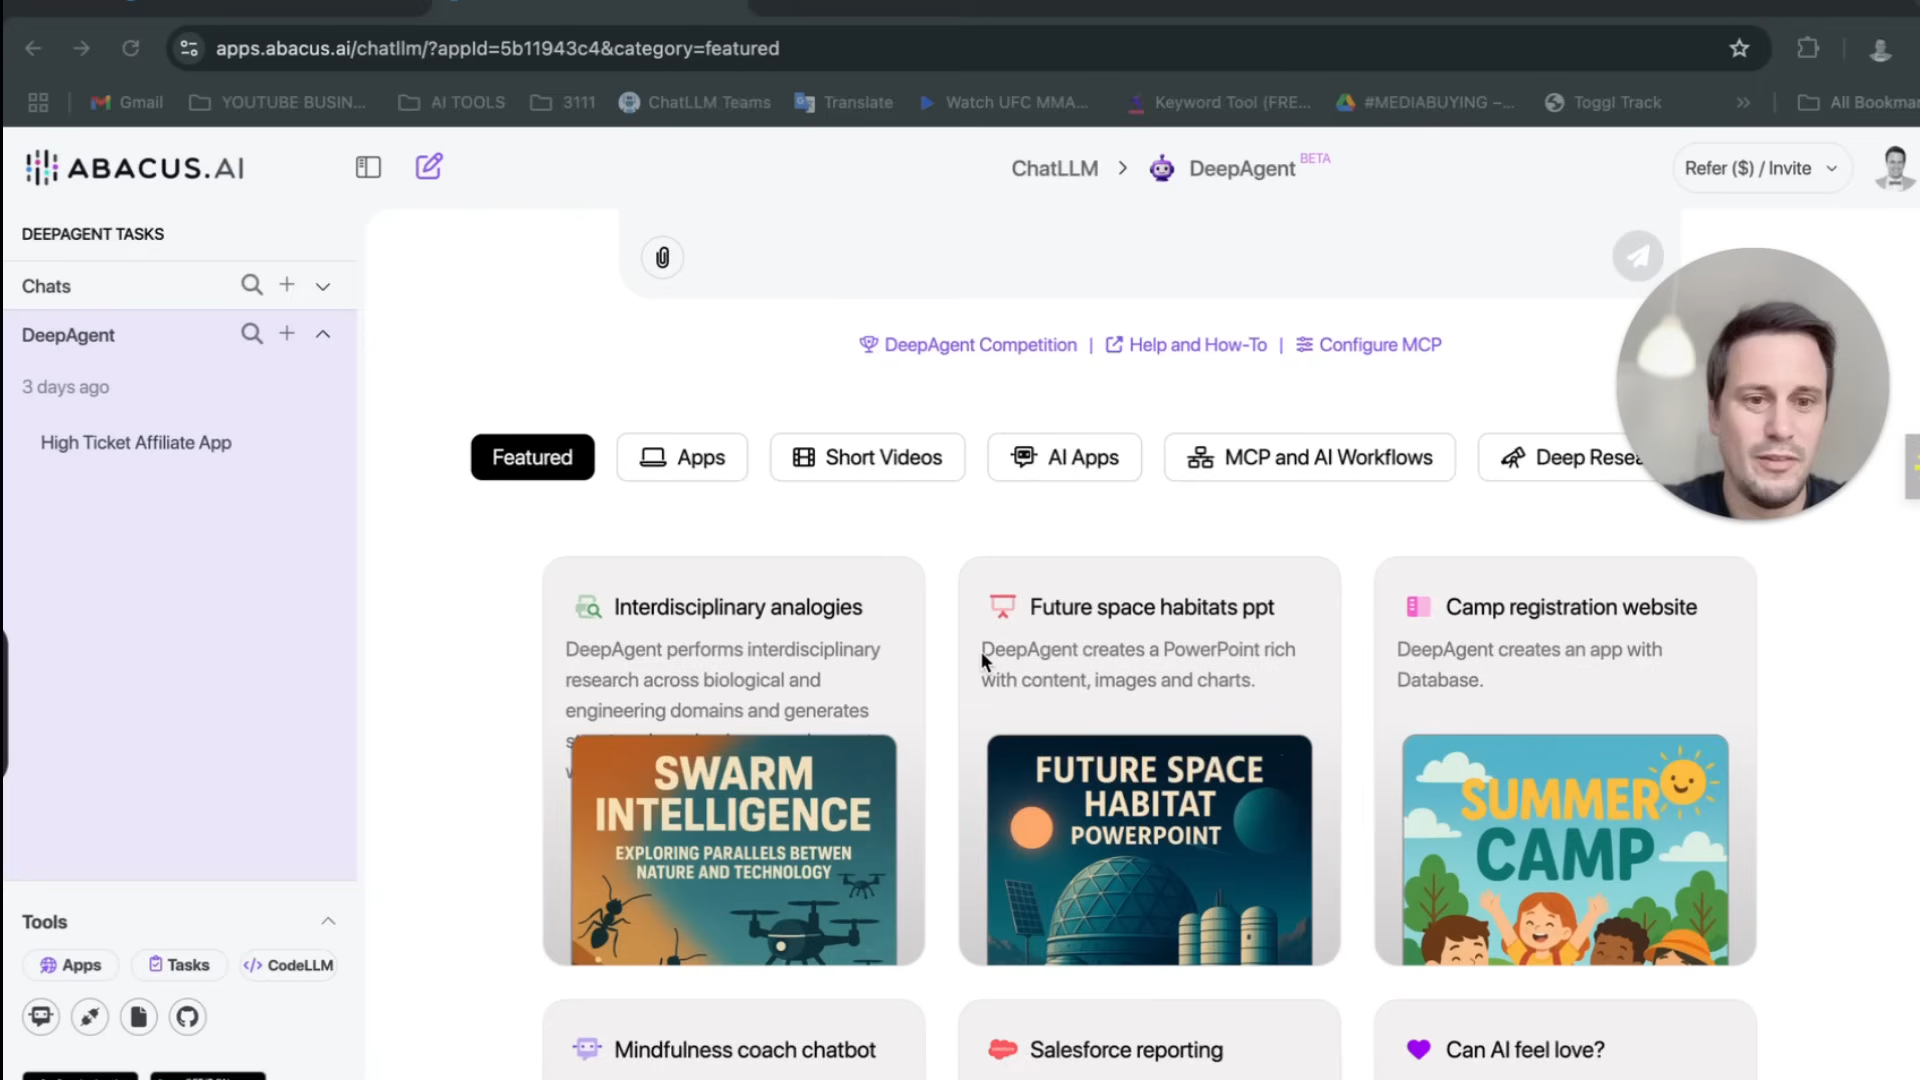 apps.abacus.ai/chatllm/?appId=5b11943c4&category=featured
Gmail
YOUTUBE BUSIN...
AI TOOLS
3111
ChatLLM Teams
Translate
Watch UFC MMA...
Keyword Tool (FRE...
#MEDIABUYING –...
Toggl Track
All Bookmar
ABACUS.AI
ChatLLM > DeepAgent BETA
Refer ($) / Invite
DEEPAGENT TASKS
Chats
DeepAgent
3 days ago
High Ticket Affiliate App
DeepAgent Competition | Help and How-To | Configure MCP
Featured
Apps
Short Videos
AI Apps
MCP and AI Workflows
Deep Resea
Interdisciplinary analogies
DeepAgent performs interdisciplinary
research across biological and
engineering domains and generates
SWARM
INTELLIGENCE
EXPLORING PARALLELS BETWEN
NATURE AND TECHNOLOGY
Future space habitats ppt
DeepAgent creates a PowerPoint rich
with content, images and charts.
FUTURE SPACE
HABITAT
POWERPOINT
Camp registration website
DeepAgent creates an app with
Database.
SUMMER
CAMP
Mindfulness coach chatbot
Salesforce reporting
Can AI feel love?
Tools
Apps
Tasks
</> CodeLLM